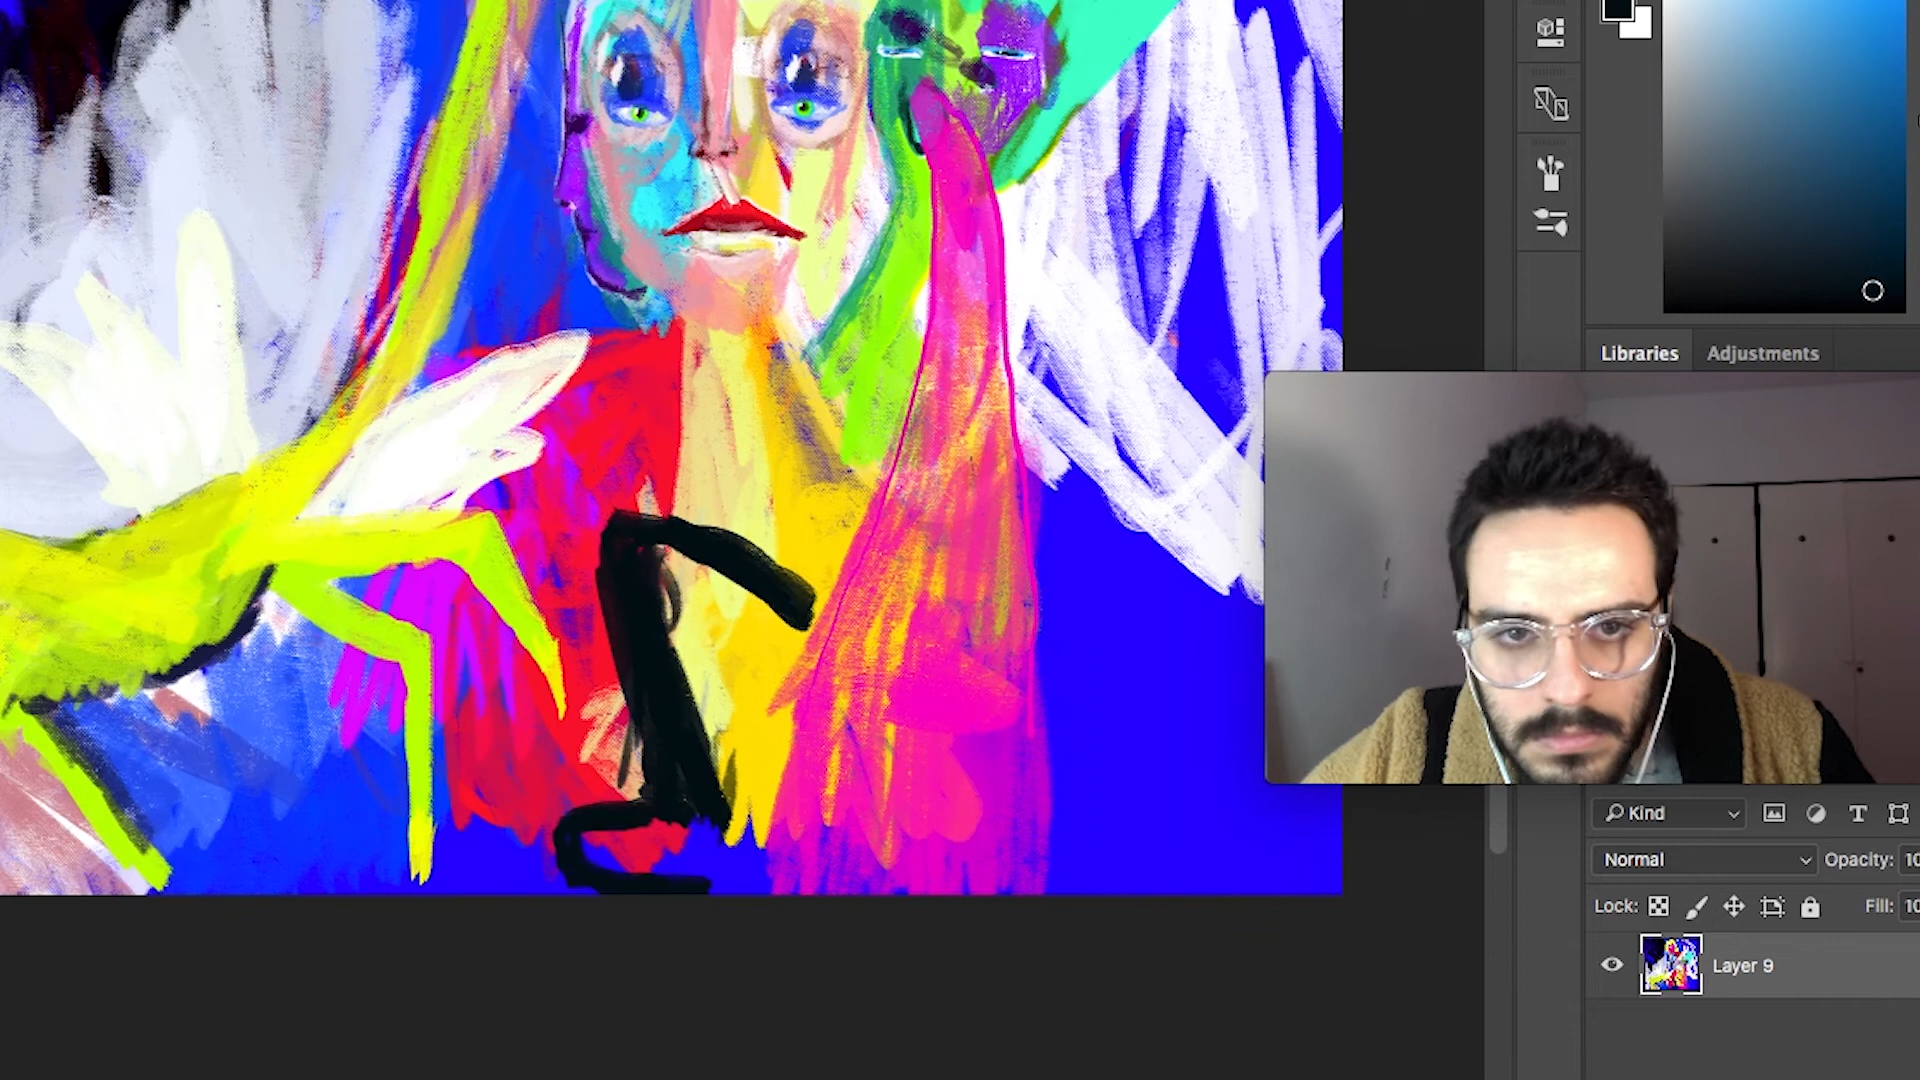 Libraries Adjustments
Kind
Normal Opacity: 10
Lock: Fill: 10
Layer 9